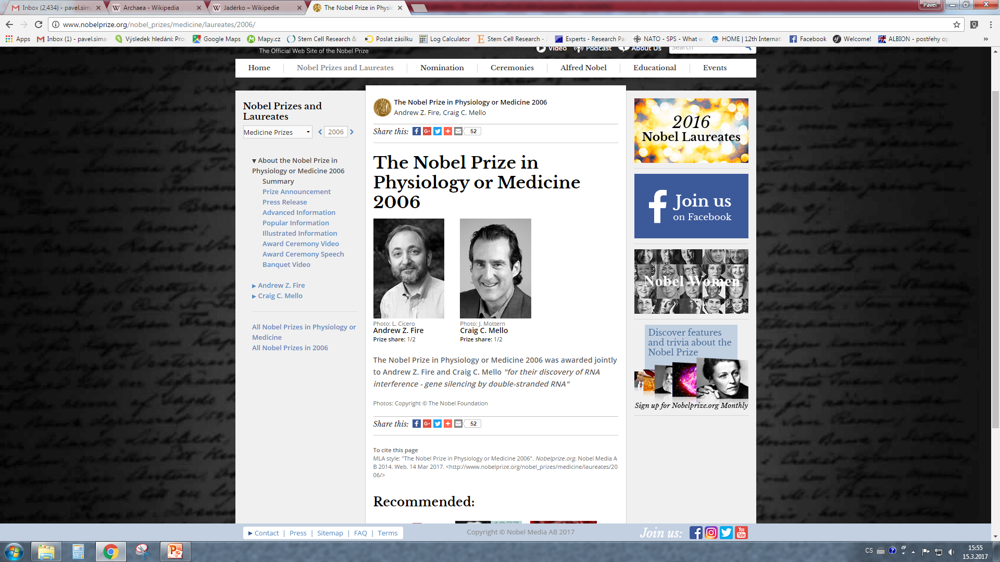 Inbox (2,434) - pavel.sima
Archaea - Wikipedia
Jadérko – Wikipedie
The Nobel Prize in Physic
Pavel
www.nobelprize.org/nobel_prizes/medicine/laureates/2006/
Apps
Inbox (1) - pavel.sima
Výsledek hledání: Pro
Google Maps
Mapy.cz
Stem Cell Research &
Poslat zásilku
Log Calculator
Stem Cell Research - J
Experts - Research Pa
NATO - SPS - What w
HOME | 12th Internati
Facebook
Welcome!
ALBION - postřehy op
»
The Official Web Site of the Nobel Prize
Video
Podcast
About Us
Search
Home
Nobel Prizes and Laureates
Nomination
Ceremonies
Alfred Nobel
Educational
Events
Nobel Prizes and
Laureates
Medicine Prizes
2006
▼ About the Nobel Prize in
Physiology or Medicine 2006
Summary
Prize Announcement
Press Release
Advanced Information
Popular Information
Illustrated Information
Award Ceremony Video
Award Ceremony Speech
Banquet Video
▶ Andrew Z. Fire
▶ Craig C. Mello
All Nobel Prizes in Physiology or
Medicine
All Nobel Prizes in 2006
The Nobel Prize in Physiology or Medicine 2006
Andrew Z. Fire, Craig C. Mello
Share this:
52
The Nobel Prize in
Physiology or Medicine
2006
Photo: L. Cicero
Andrew Z. Fire
Prize share: 1/2
Photo: J. Mottern
Craig C. Mello
Prize share: 1/2
The Nobel Prize in Physiology or Medicine 2006 was awarded jointly
to Andrew Z. Fire and Craig C. Mello "for their discovery of RNA
interference - gene silencing by double-stranded RNA"
Photos: Copyright © The Nobel Foundation
Share this:
52
To cite this page
MLA style: "The Nobel Prize in Physiology or Medicine 2006". Nobelprize.org. Nobel Media A
B 2014. Web. 14 Mar 2017. <http://www.nobelprize.org/nobel_prizes/medicine/laureates/20
06/>
Recommended:
2016
Nobel Laureates
Join us
on Facebook
Nobel Women
Discover features
and trivia about the
Nobel Prize
Sign up for Nobelprize.org Monthly
▶ Contact | Press | Sitemap | FAQ | Terms
Copyright © Nobel Media AB 2017
Join us:
You
Tube
CS
15:55
15.3.2017